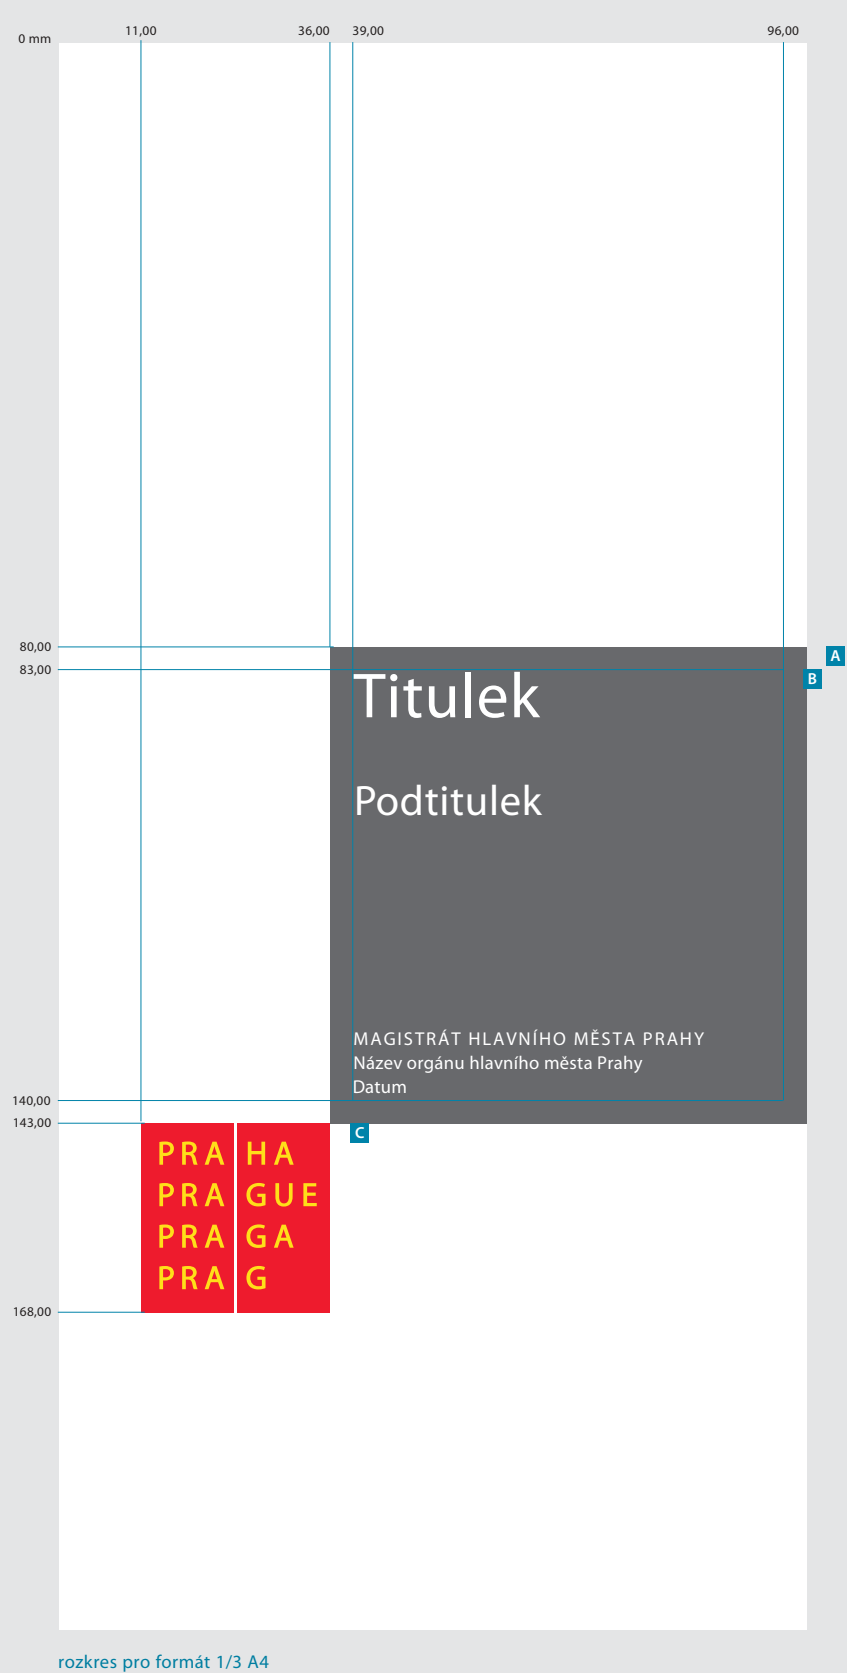 0 mm
11,00
36,00
39,00
96,00
80,00
A
83,00
B
Titulek
Podtitulek
MAGISTRÁT HLAVNÍHO MĚSTA PRAHY
Název orgánu hlavního města Prahy
Datum
140,00
143,00
C
PRA HA
PRA GUE
PRA GA
PRA G
168,00
rozkres pro formát 1/3 A4